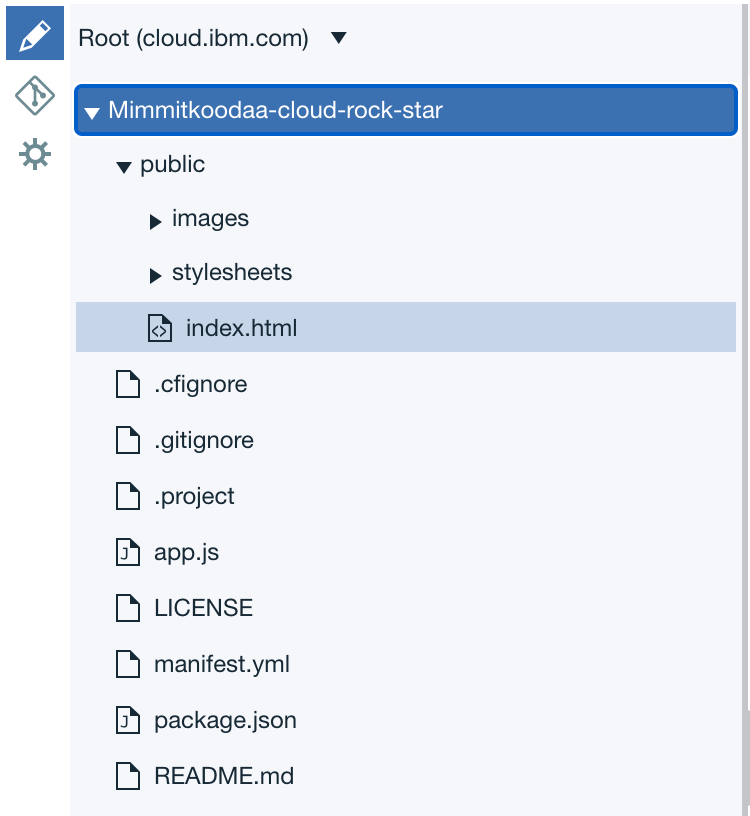 Root (cloud.ibm.com)
Mimmitkoodaa-cloud-rock-star
public
images
stylesheets
index.html
.cfignore
.gitignore
.project
app.js
LICENSE
manifest.yml
package.json
README.md